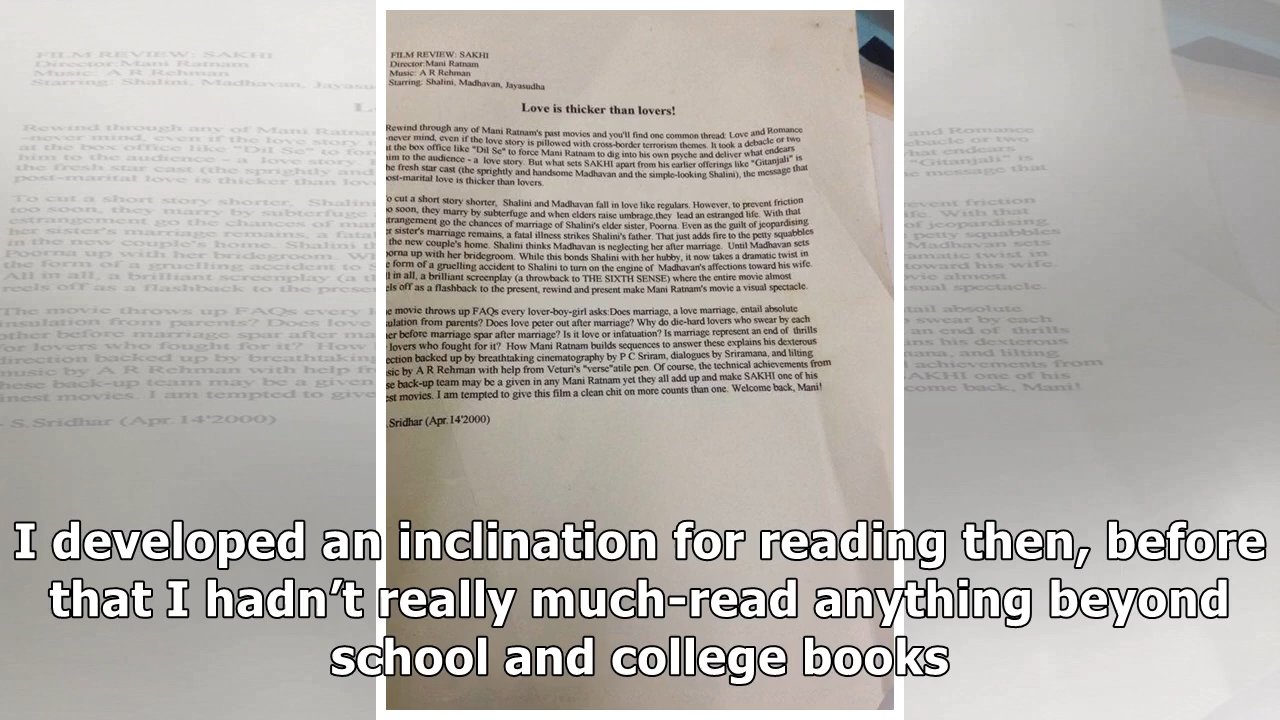 FILM REVIEW: SAKHI
Director:Mani Ratnam
Music: A R Rehman
Starring: Shalini, Madhavan, Jayasudha
Love is thicker than lovers!
Rewind through any of Mani Ratnam's past movies and you'll find one common thread: Love and Romance
-never mind, even if the love story is pillowed with cross-border terrorism themes. It took a debacle or two
at the box office like "Dil Se" to force Mani Ratnam to dig into his own psyche and deliver what endears
him to the audience - a love story. But what sets SAKHI apart from his earlier offerings like "Gitanjali" is
the fresh star cast (the sprightly and handsome Madhavan and the simple-looking Shalini), the message that
post-marital love is thicker than lovers.
To cut a short story shorter, Shalini and Madhavan fall in love like regulars. However, to prevent friction
too soon, they marry by subterfuge and when elders raise umbrage,they lead an estranged life. With that
estrangement go the chances of marriage of Shalini's elder sister, Poorna. Even as the guilt of jeopardising
her sister's marriage remains, a fatal illness strikes Shalini's father. That just adds fire to the petty squabbles
in the new couple's home. Shalini thinks Madhavan is neglecting her after marriage. Until Madhavan sets
Poorna up with her bridegroom. While this bonds Shalini with her hubby, it now takes a dramatic twist in
the form of a gruelling accident to Shalini to turn on the engine of Madhavan's affections toward his wife.
All in all, a brilliant screenplay (a throwback to THE SIXTH SENSE) where the entire movie almost
reels off as a flashback to the present, rewind and present make Mani Ratnam's movie a visual spectacle.
The movie throws up FAQs every lover-boy-girl asks:Does marriage, a love marriage, entail absolute
insulation from parents? Does love peter out after marriage? Why do die-hard lovers who swear by each
other before marriage spar after marriage? Is it love or infatuation? Is marriage represent an end of thrills
for lovers who fought for it? How Mani Ratnam builds sequences to answer these explains his dexterous
direction backed up by breathtaking cinematography by P C Sriram, dialogues by Sriramana, and lilting
music by A R Rehman with help from Veturi's "verse"atile pen. Of course, the technical achievements from
these back-up team may be a given in any Mani Ratnam yet they all add up and make SAKHI one of his
finest movies. I am tempted to give this film a clean chit on more counts than one. Welcome back, Mani!
- S.Sridhar (Apr.14'2000)
I developed an inclination for reading then, before
that I hadn't really much-read anything beyond
school and college books